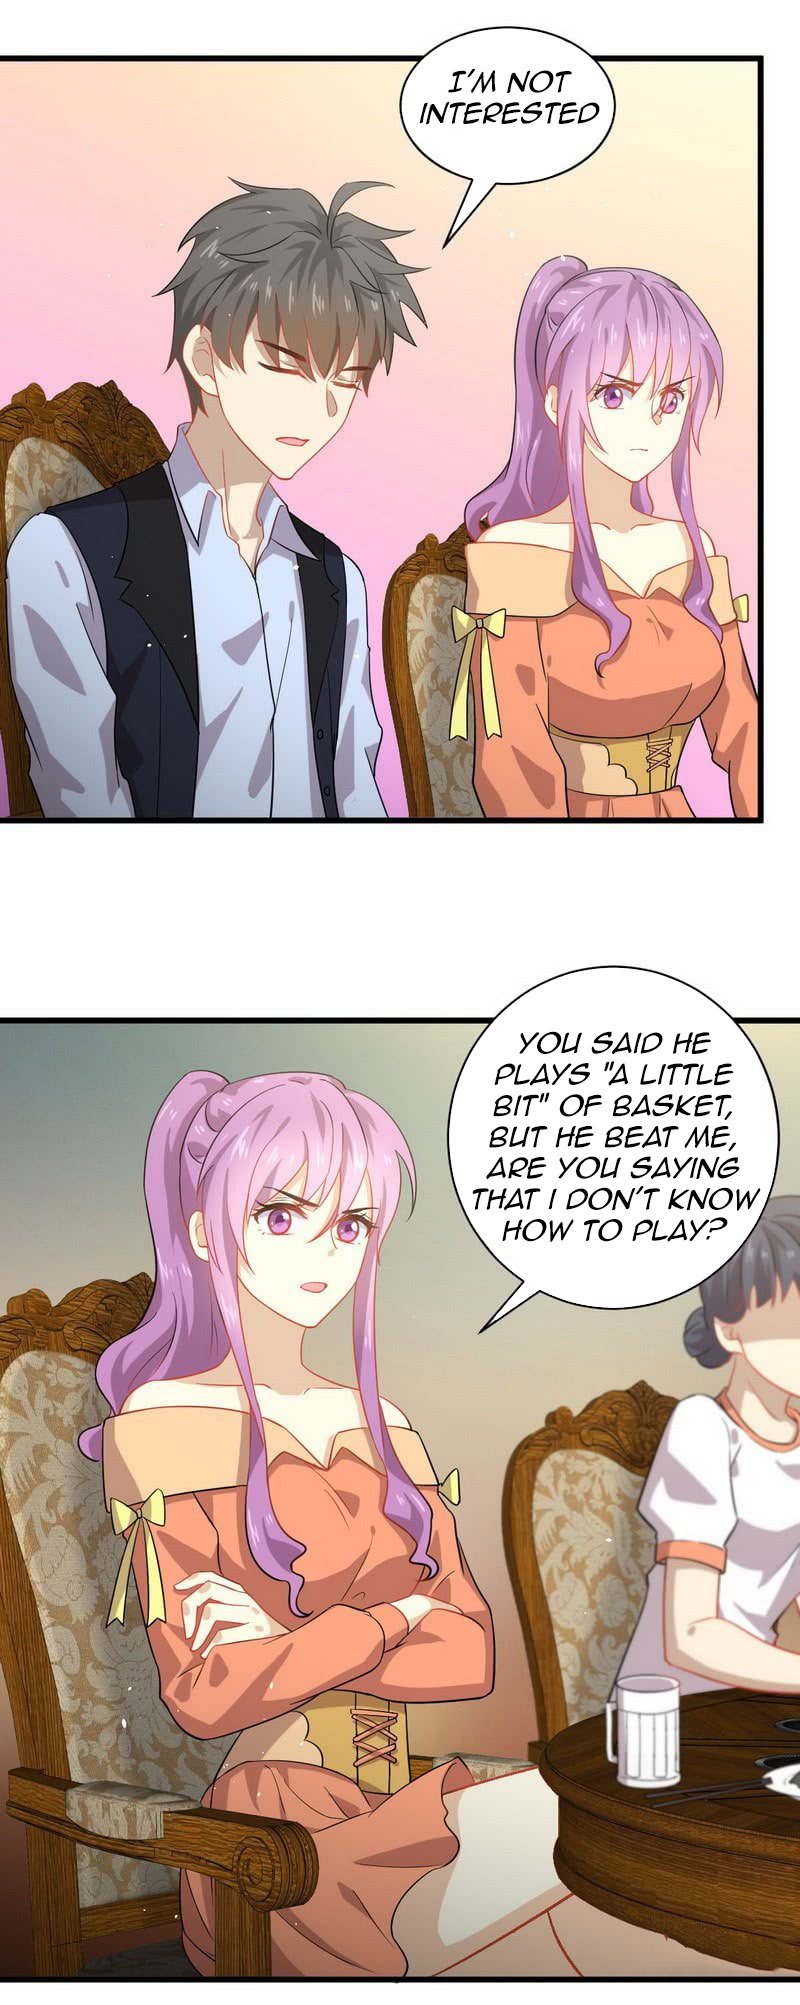 I'M NOT
INTERESTED
YOU SAID HE
PLAYS "A LITTLE
BIT" OF BASKET,
BUT HE BEAT ME,
ARE YOU SAYING
THAT I DON'T KNOW
HOW TO PLAY?